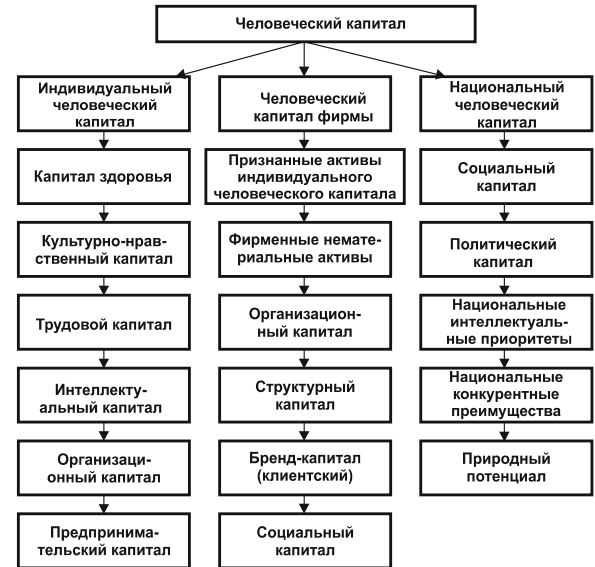 Человеческий капитал
Индивидуальный
человеческий
капитал
Капитал здоровья
Культурно-нрав-
ственный капитал
Трудовой капитал
Интеллекту-
альный капитал
Организаци-
онный капитал
Предпринима-
тельский капитал
Человеческий
капитал фирмы
Признанные активы
индивидуального
человеческого капитала
Фирменные немате-
риальные активы
Организацион-
ный капитал
Структурный
капитал
Бренд-капитал
(клиентский)
Социальный
капитал
Национальный
человеческий
капитал
Социальный
капитал
Политический
капитал
Национальные
интеллектуаль-
ные приоритеты
Национальные
конкурентные
преимущества
Природный
потенциал